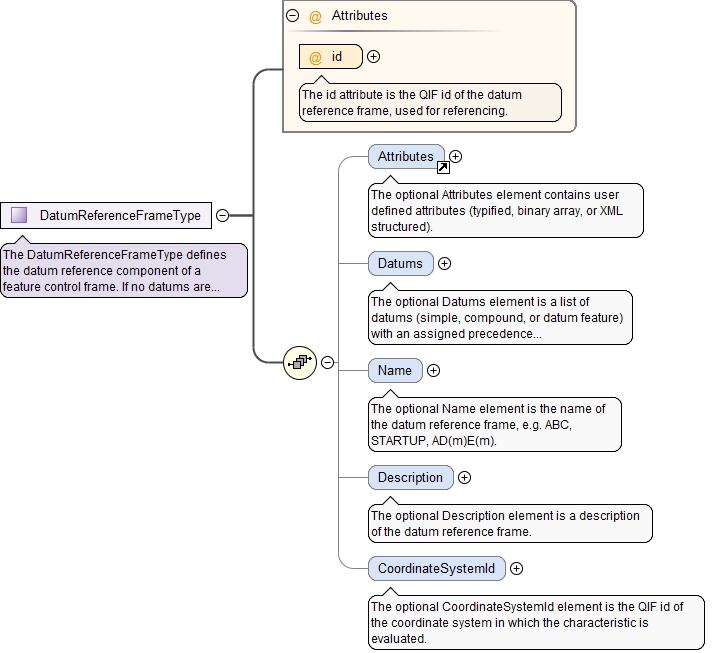 Attributes
@ id
The id attribute is the QIF id of the datum
reference frame, used for referencing.
Attributes
The optional Attributes element contains user
defined attributes (typified, binary array, or XML
structured).
DatumReferenceFrameType
The DatumReferenceFrameType defines
the datum reference component of a
feature control frame. If no datums are...
Datums
The optional Datums element is a list of
datums (simple, compound, or datum feature)
with an assigned precedence...
Name
The optional Name element is the name of
the datum reference frame, e.g. ABC,
STARTUP, AD(m)E(m).
Description
The optional Description element is a description
of the datum reference frame.
CoordinateSystemId
The optional CoordinateSystemId element is the QIF id of
the coordinate system in which the characteristic is
evaluated.